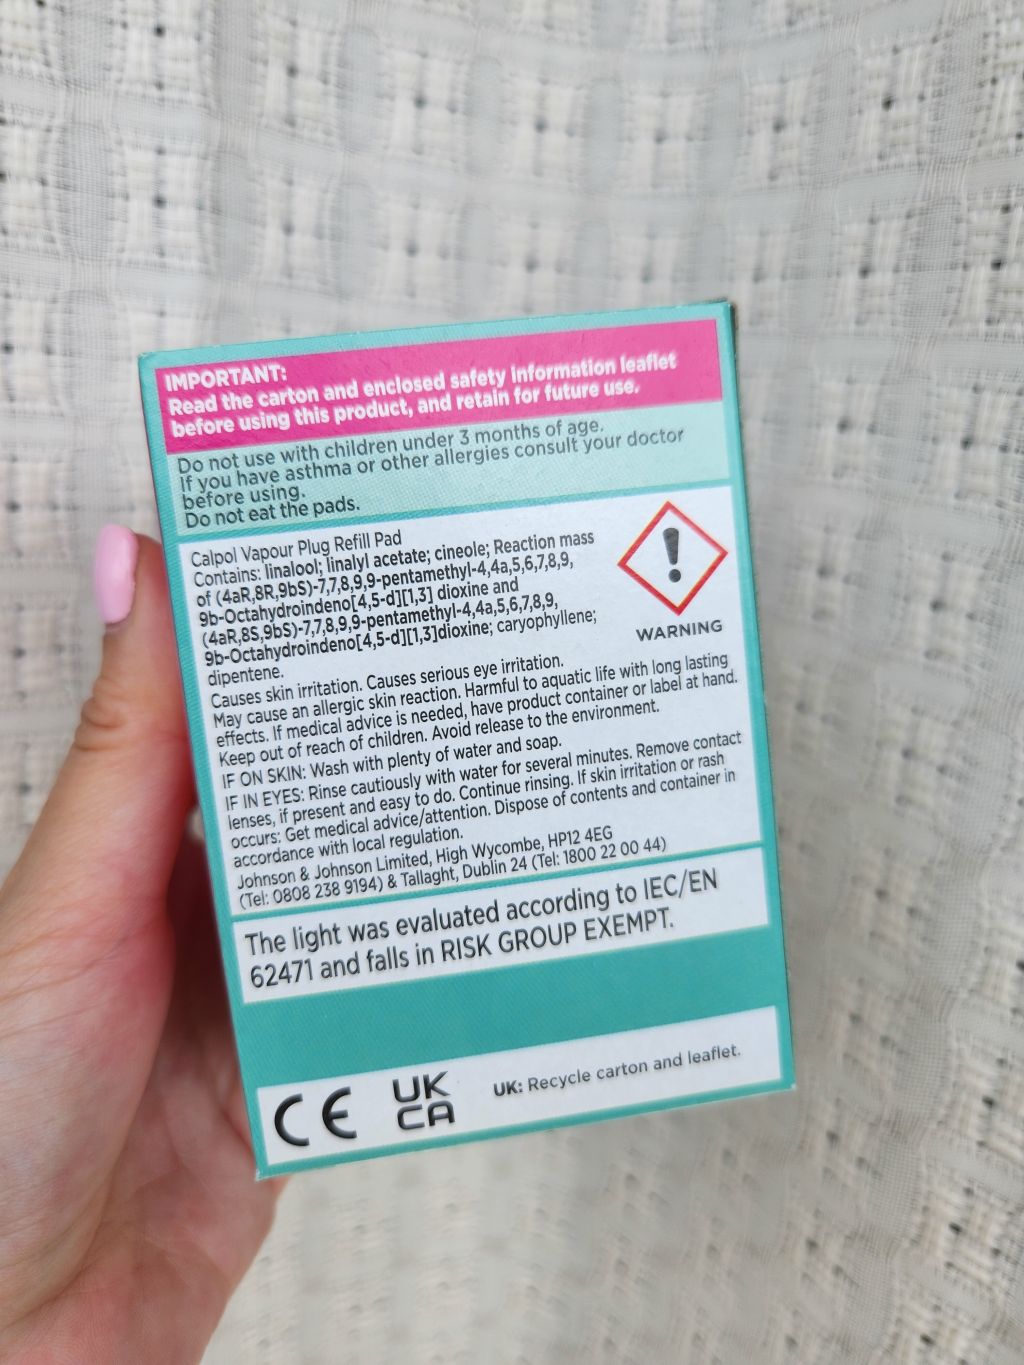 IMPORTANT:
Read the carton and enclosed safety information leaflet
before using this product, and retain for future use.
Do not use with children under 3 months of age.
If you have asthma or other allergies consult your doctor
before using.
Do not eat the pads.
Calpol Vapour Plug Refill Pad
Contains: linalool; linalyl acetate; cineole; Reaction mass
of (4aR,8R,9bS)-7,7,8,9,9-pentamethyl-4,4a,5,6,7,8,9,
9b-Octahydroindeno[4,5-d][1,3] dioxine and
(4aR,8S,9bS)-7,7,8,9,9-pentamethyl-4,4a,5,6,7,8,9,
9b-Octahydroindeno[4,5-d][1,3]dioxine; caryophyllene;
dipentene.
WARNING
Causes skin irritation. Causes serious eye irritation.
May cause an allergic skin reaction. Harmful to aquatic life with long lasting
effects. If medical advice is needed, have product container or label at hand.
Keep out of reach of children. Avoid release to the environment.
IF ON SKIN: Wash with plenty of water and soap.
IF IN EYES: Rinse cautiously with water for several minutes. Remove contact
lenses, if present and easy to do. Continue rinsing. If skin irritation or rash
occurs: Get medical advice/attention. Dispose of contents and container in
accordance with local regulation.
Johnson & Johnson Limited, High Wycombe, HP12 4EG
(Tel: 0808 238 9194) & Tallaght, Dublin 24 (Tel: 1800 22 00 44)
The light was evaluated according to IEC/EN
62471 and falls in RISK GROUP EXEMPT.
CE
UK
CA
UK: Recycle carton and leaflet.